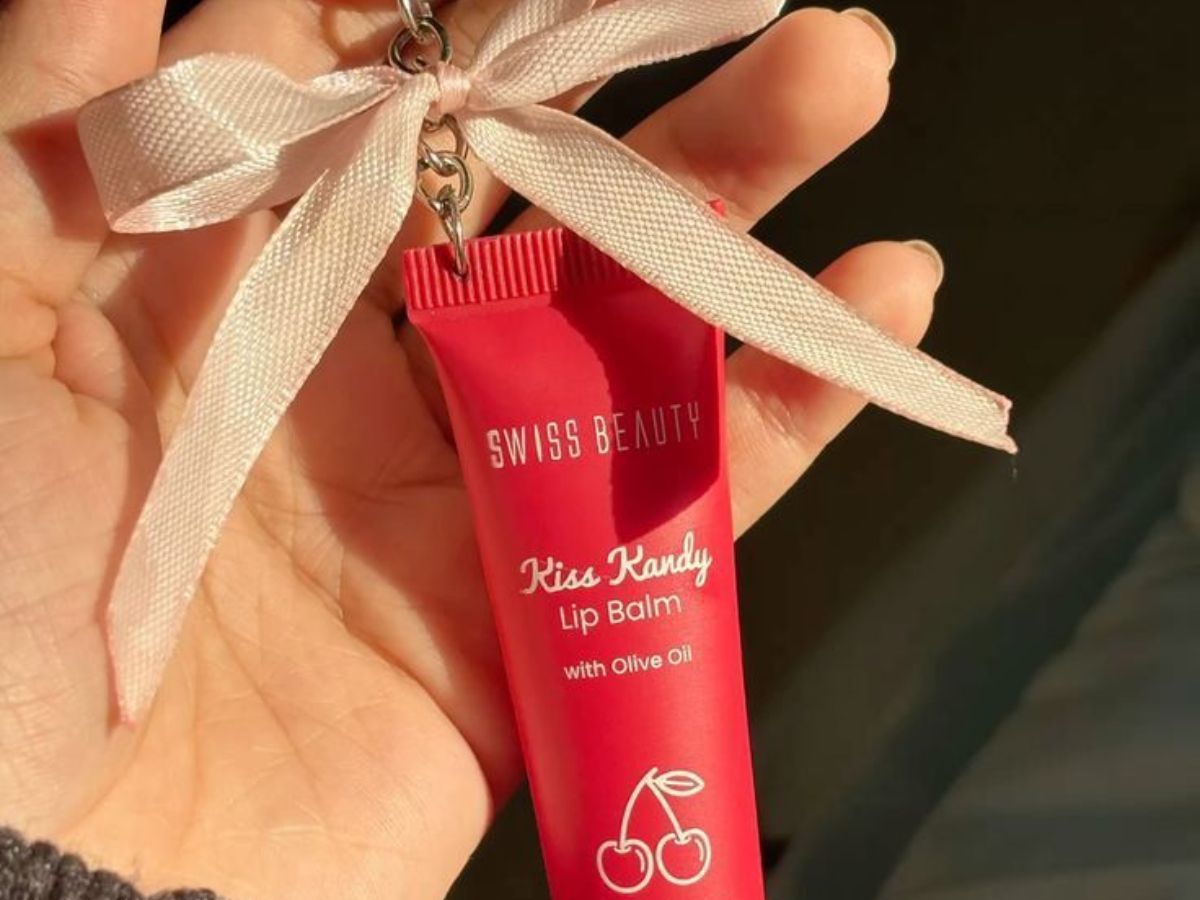 SWISS BEAUTY
Kiss Kandy
Lip Balm
with Olive Oil